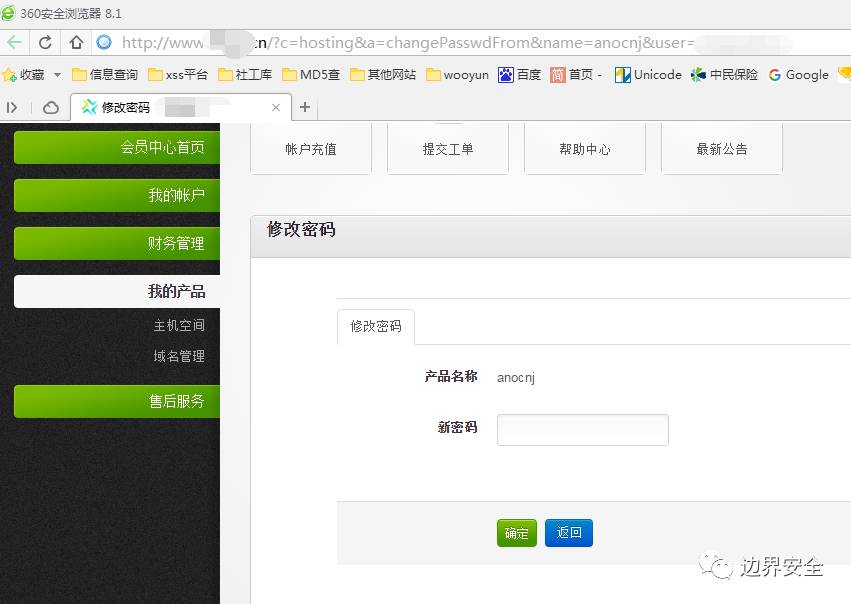 360安全浏览器 8.1
http://www cn/?c=hosting&a=changePasswdFrom&name=anocnj&user=
收藏 信息查询 xss平台 社工库 MD5查 其他网站 wooyun 百度 简 首页 - Unicode 中民保险 Google
修改密码
会员中心首页
我的帐户
财务管理
我的产品
主机空间
域名管理
售后服务
帐户充值 提交工单 帮助中心 最新公告
修改密码
修改密码
产品名称 anocnj
新密码
确定 返回
边界安全